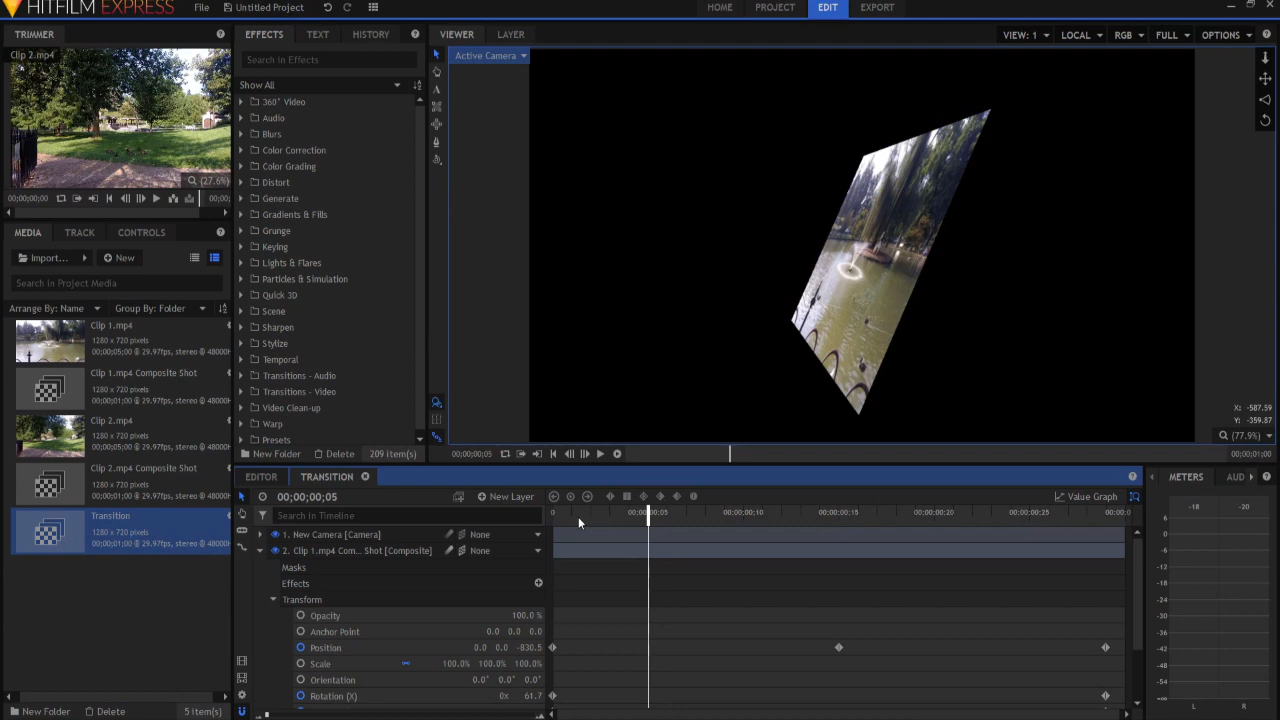 HITFILM EXPRESS File Untitled Project HOME PROJECT EDIT EXPORT
TRIMMER
Clip 2.mp4
(27.6%)
00;00;00;00 00;00;
MEDIA TRACK CONTROLS
Import... New
Search in Project Media
Arrange By: Name Group By: Folder
Clip 1.mp4
1280 x 720 pixels
00;00;05;00 @ 29.97fps, stereo @ 48000H
Clip 1.mp4 Composite Shot
1280 x 720 pixels
00;00;05;00 @ 29.97fps, stereo @ 48000H
Clip 2.mp4
1280 x 720 pixels
00;00;05;00 @ 29.97fps, stereo @ 48000H
Clip 2.mp4 Composite Shot
1280 x 720 pixels
00;00;05;00 @ 29.97fps, stereo @ 48000H
Transition
1280 x 720 pixels
00;00;01;00 @ 29.97fps, stereo @ 48000H
New Folder Delete 5 item(s)
EFFECTS TEXT HISTORY
Search in Effects
Show All
360° Video
Audio
Blurs
Color Correction
Color Grading
Distort
Generate
Gradients & Fills
Grunge
Keying
Lights & Flares
Particles & Simulation
Quick 3D
Scene
Sharpen
Stylize
Temporal
Transitions - Audio
Transitions - Video
Video Clean-up
Warp
Presets
New Folder Delete 209 item(s)
VIEWER LAYER VIEW: 1 LOCAL RGB FULL OPTIONS
Active Camera
X: -587.59
Y: -359.87
(77.9%)
00;00;00;05 00;00;01;00
EDITOR TRANSITION
00;00;00;05 New Layer Value Graph
Search in Timeline
0 00;00;00;05 00;00;00;10 00;00;00;15 00;00;00;20 00;00;00;25 00;00;0
1. New Camera [Camera] None
2. Clip 1.mp4 Com... Shot [Composite] None
Masks
Effects
Transform
Opacity 100.0 %
Anchor Point 0.0 0.0 0.0
Position 0.0 0.0 -830.5
Scale 100.0% 100.0% 100.0%
Orientation 0.0° 0.0° 0.0°
Rotation (X) 0x 61.7
METERS AUD
-18 -18
6
0
-6
-12
-18
-24
-30
-36
-42
-48
-54
-∞
L R